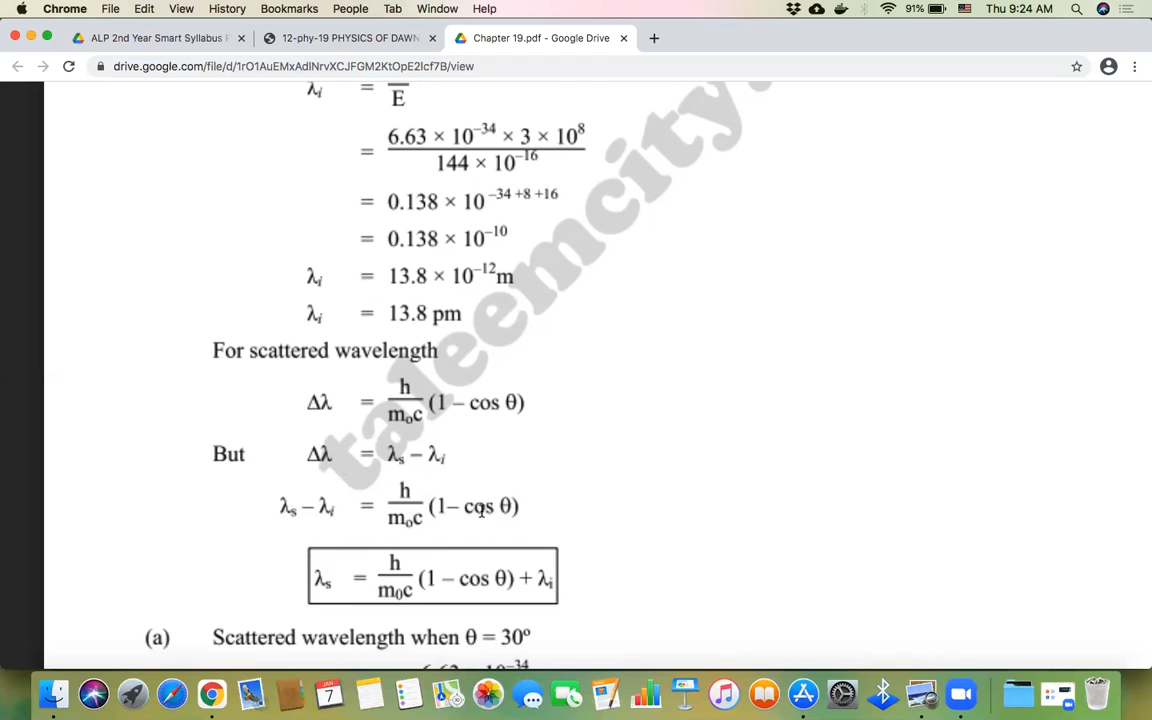 Chrome File Edit View History Bookmarks People Tab Window Help 91% Thu 9:24 AM
ALP 2nd Year Smart Syllabus 12-phy-19 PHYSICS OF DAWN Chapter 19.pdf - Google Drive
drive.google.com/file/d/1rO1AuEMxAdlNrvXCJFGM2KtOpE2Icf7B/view
λi = E
= 6.63 × 10⁻³⁴ × 3 × 10⁸
144 × 10⁻¹⁶
= 0.138 × 10⁻³⁴ ⁺⁸ ⁺¹⁶
= 0.138 × 10⁻¹⁰
λi = 13.8 × 10⁻¹²m
λi = 13.8 pm
For scattered wavelength
Δλ = h/m₀c (1 – cos θ)
But Δλ = λs – λi
λs – λi = h/m₀c (1– cos θ)
λs = h/m₀c (1 – cos θ) + λi
(a) Scattered wavelength when θ = 30º
taleemcity.
JAN 7